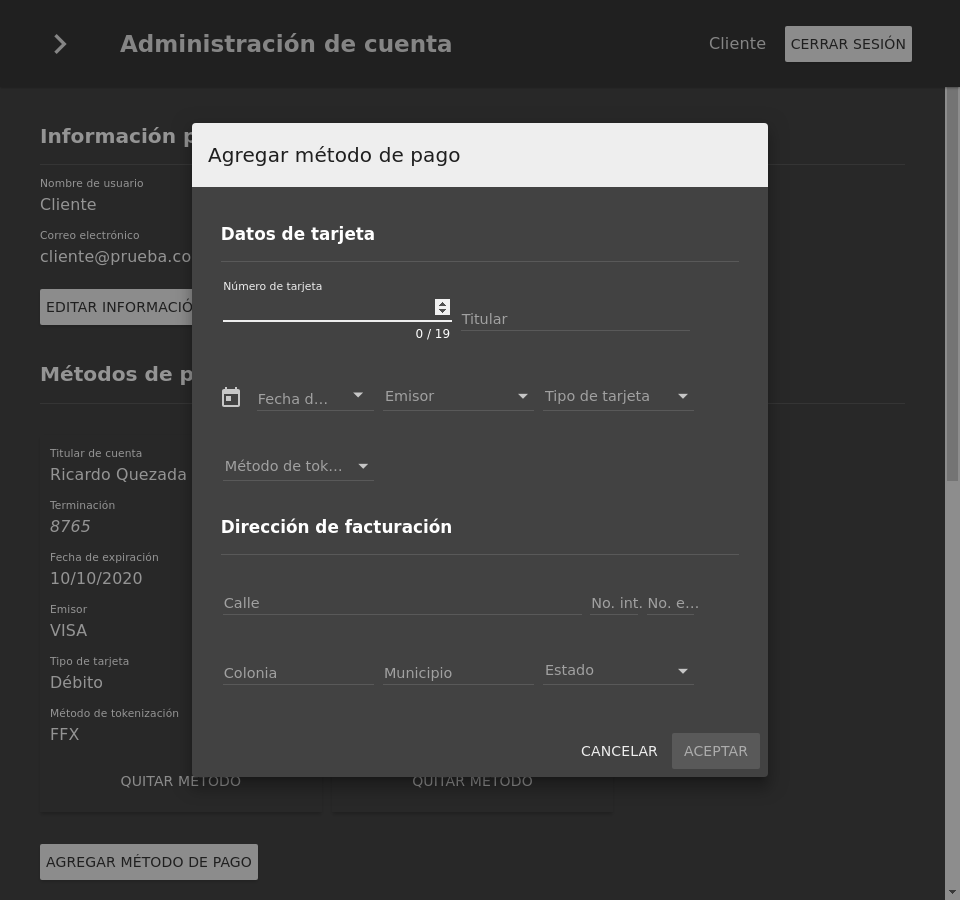 Administración de cuenta
Cliente
CERRAR SESIÓN
Información p
Nombre de usuario
Cliente
Correo electrónico
cliente@prueba.co
EDITAR INFORMACIÓ
Métodos de p
Titular de cuenta
Ricardo Quezada
Terminación
8765
Fecha de expiración
10/10/2020
Emisor
VISA
Tipo de tarjeta
Débito
Método de tokenización
FFX
QUITAR MÉTODO
QUITAR MÉTODO
AGREGAR MÉTODO DE PAGO
Agregar método de pago
Datos de tarjeta
Número de tarjeta
Titular
0 / 19
Fecha d...
Emisor
Tipo de tarjeta
Método de tok...
Dirección de facturación
Calle
No. int.
No. e...
Colonia
Municipio
Estado
CANCELAR
ACEPTAR